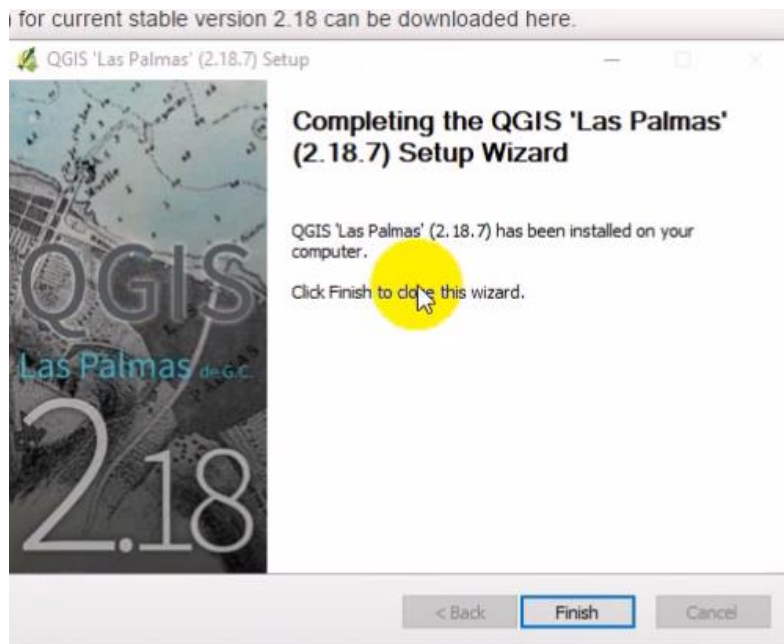 for current stable version 2.18 can be downloaded here.
QGIS 'Las Palmas' (2.18.7) Setup
Completing the QGIS 'Las Palmas'
(2.18.7) Setup Wizard
QGIS 'Las Palmas' (2.18.7) has been installed on your
computer.
Click Finish to close this wizard.
QGIS
Las Palmas de G.C.
2.18
< Back
Finish
Cancel